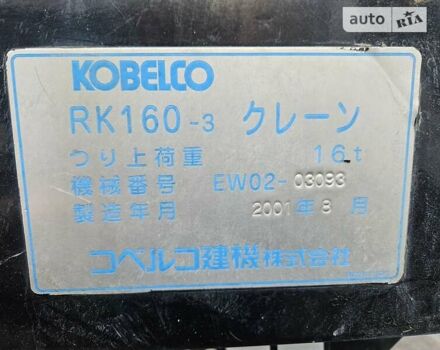 auto RIA
KOBELCO
RK160-3 クレーン
つり上荷重 16t
機械番号 EW02-03093
製造年月 2001年8月
コベルコ建機株式会社